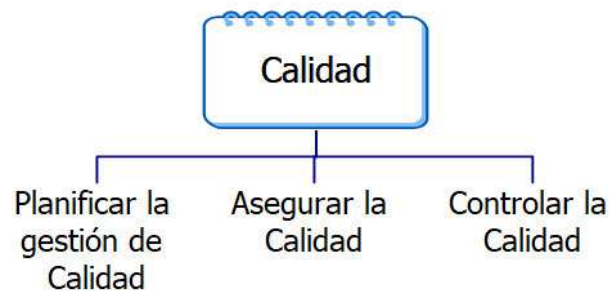 Calidad
Planificar la
gestión de
Calidad
Asegurar la
Calidad
Controlar la
Calidad